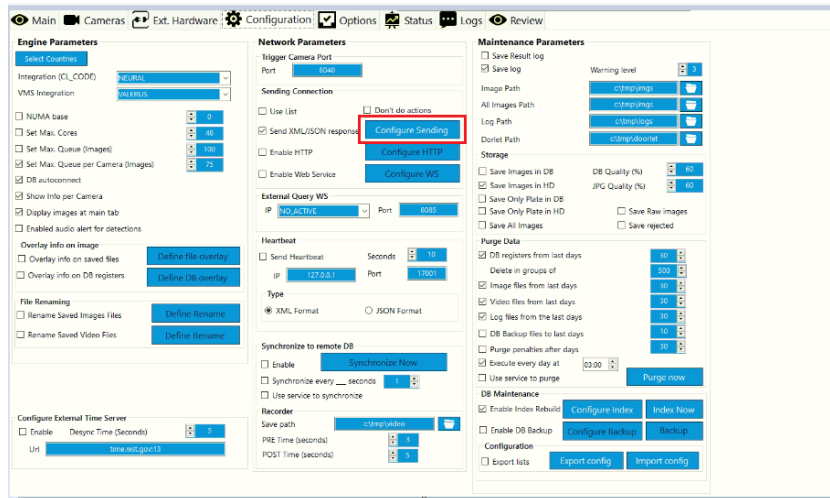 Main Cameras Ext. Hardware Configuration Options Status Logs Review
Engine Parameters
Select Countries
Integration (CL_CODE) NEURAL
VMS Integration VALERUS
NUMA base 0
Set Max. Cores 48
Set Max. Queue (Images) 100
Set Max. Queue per Camera (Images) 75
DB autoconnect
Show Info per Camera
Display images at main tab
Enabled audio alert for detections
Overlay info on image
Overlay info on saved files Define file overlay
Overlay info on DB registers Define DB overlay
File Renaming
Rename Saved Images Files Define Rename
Rename Saved Video Files Define Rename
Configure External Time Server
Enable Desync Time (Seconds) 5
Url time.nist.gov:13
Network Parameters
Trigger Camera Port
Port 6040
Sending Connection
Use List Don't do actions
Send XML/JSON response Configure Sending
Enable HTTP Configure HTTP
Enable Web Service Configure WS
External Query WS
IP NO_ACTIVE Port 8085
Heartbeat
Send Heartbeat Seconds 10
IP 127.0.0.1 Port 17001
Type
XML Format JSON Format
Synchronize to remote DB
Enable Synchronize Now
Synchronize every __ seconds 1
Use service to synchronize
Recorder
Save path c:\tmp\video
PRE Time (seconds) 3
POST Time (seconds) 5
Maintenance Parameters
Save Result log
Save log Warning level 3
Image Path c:\tmp\imgs
All Images Path c:\tmp\imgs
Log Path c:\tmp\logs
Dorlet Path c:\tmp\doorlet
Storage
Save Images in DB DB Quality (%) 60
Save Images in HD JPG Quality (%) 60
Save Only Plate in DB
Save Only Plate in HD Save Raw images
Save All Images Save rejected
Purge Data
DB registers from last days 30
Delete in groups of 500
Image files from last days 30
Video files from last days 30
Log files from the last days 30
DB Backup files to last days 10
Purge penalties after days 30
Execute every day at 03:00
Use service to purge Purge now
DB Maintenance
Enable Index Rebuild Configure Index Index Now
Enable DB Backup Configure Backup Backup
Configuration
Export lists Export config Import config